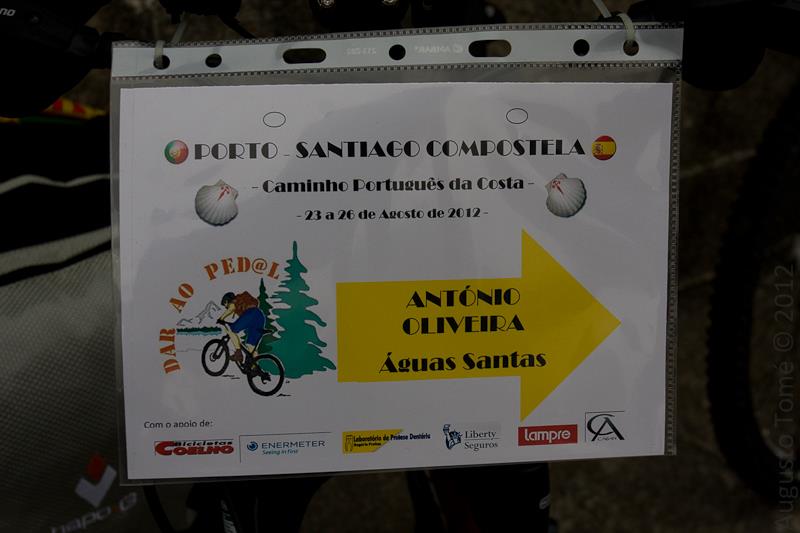 PORTO - SANTIAGO COMPOSTELA
- Caminho Português da Costa -
- 23 a 26 de Agosto de 2012 -
DAR AO PED@L
ANTÓNIO
OLIVEIRA
Águas Santas
Com o apoio de:
Bicicletas
COELHO
ENERMETER
Seeing in First
Laboratório de Prótese Dentária
Liberty
Seguros
Lampre
CA
Augusto Tomé © 2012